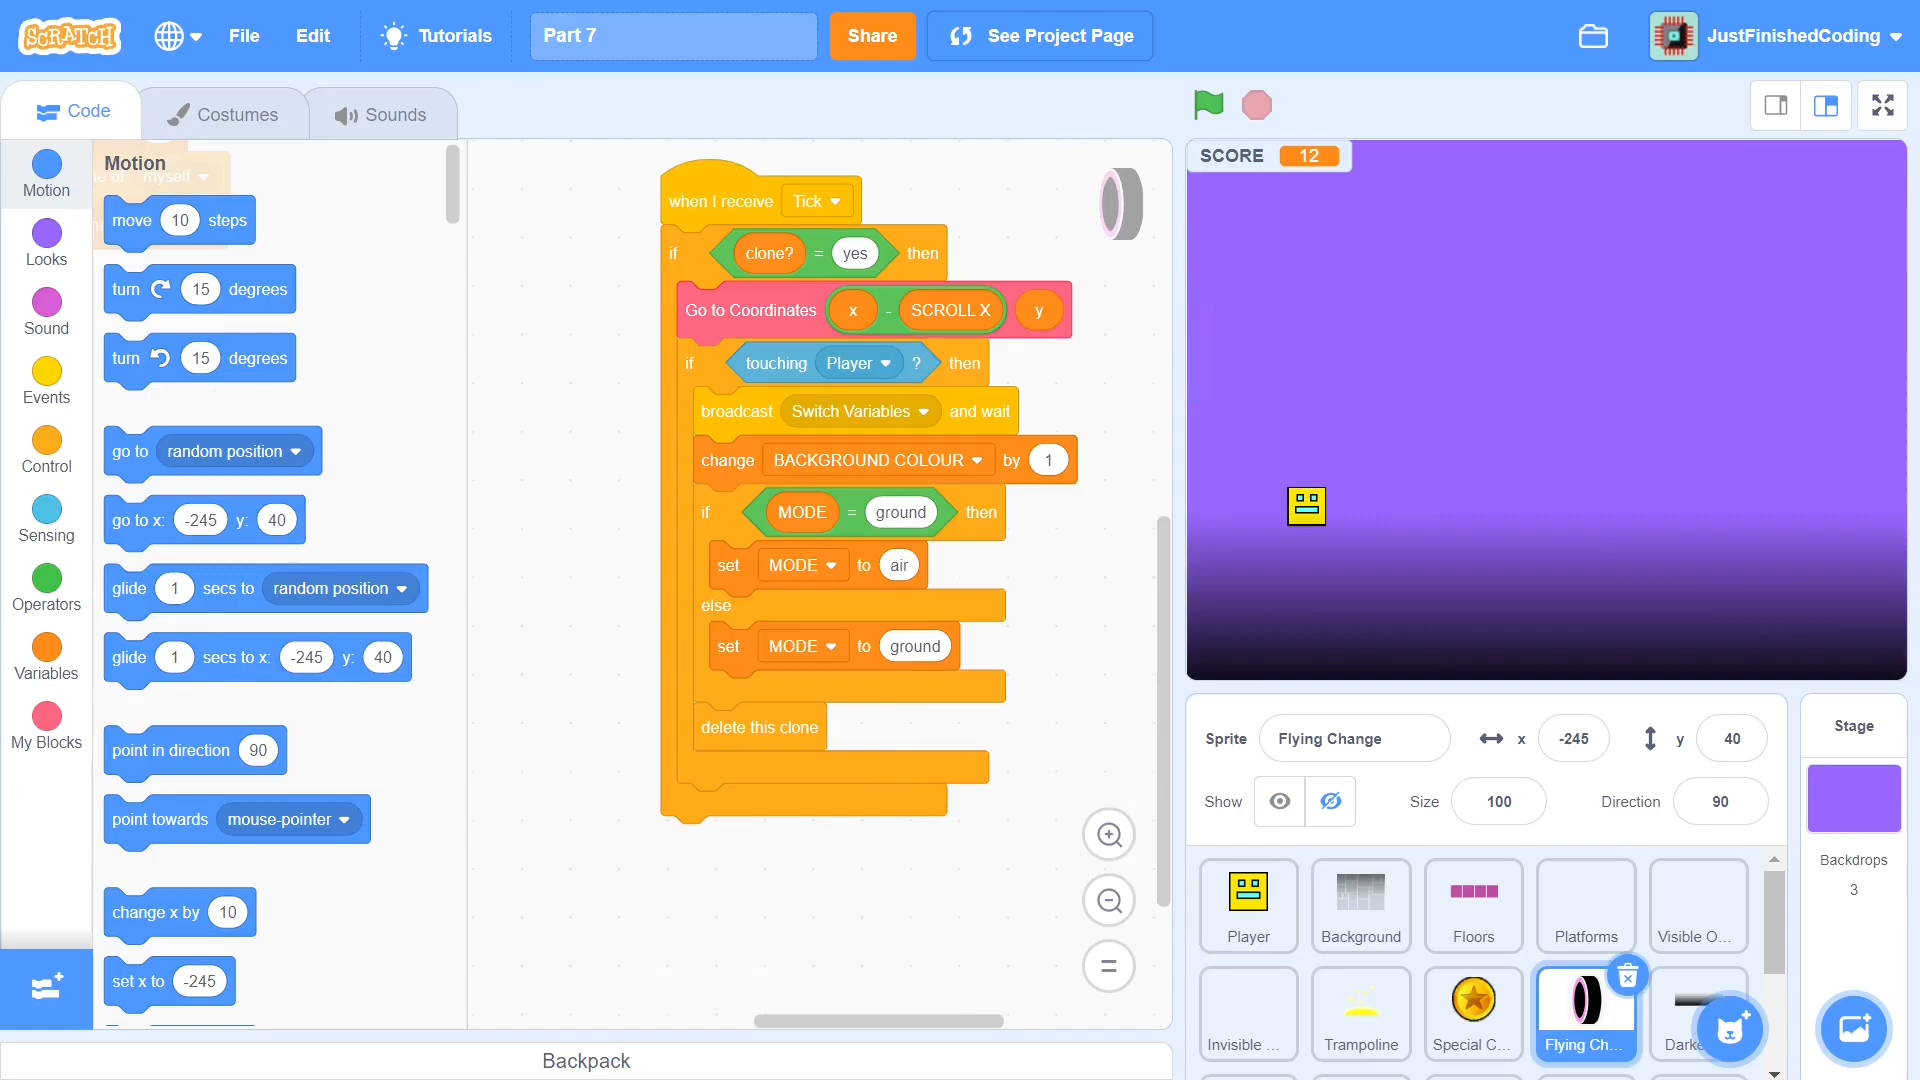 SCRATCH
File
Edit
Tutorials
Part 7
Share
See Project Page
JustFinishedCoding
Code
Costumes
Sounds
Motion
Looks
Sound
Events
Control
Sensing
Operators
Variables
My Blocks
Motion
myself
move 10 steps
turn 15 degrees
turn 15 degrees
go to random position
go to x: -245 y: 40
glide 1 secs to random position
glide 1 secs to x: -245 y: 40
point in direction 90
point towards mouse-pointer
change x by 10
set x to -245
when I receive Tick
if clone? = yes then
Go to Coordinates x - SCROLL X y
if touching Player ? then
broadcast Switch Variables and wait
change BACKGROUND COLOUR by 1
if MODE = ground then
set MODE to air
else
set MODE to ground
delete this clone
Backpack
SCORE 12
Sprite Flying Change x -245 y 40
Show Size 100 Direction 90
Player
Background
Floors
Platforms
Visible O...
Invisible ...
Trampoline
Special C...
Flying Ch...
Darke
Stage
Backdrops
3